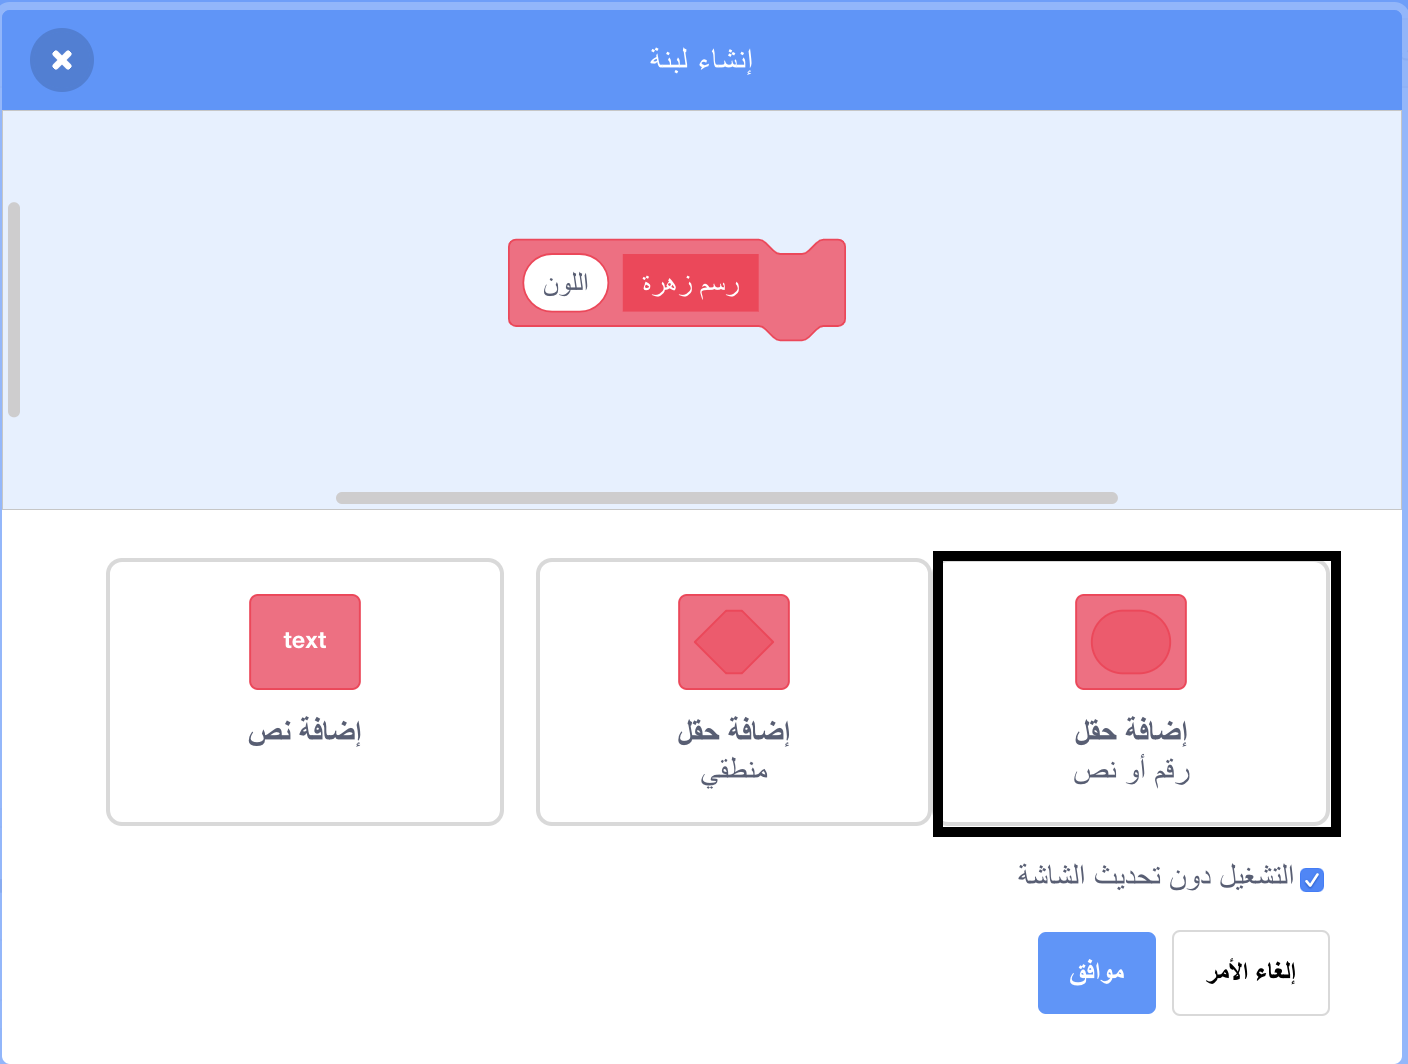 إنشاء لبنة
رسم زهرة اللون
إضافة حقل
رقم أو نص
إضافة حقل
منطقي
text
إضافة نص
التشغيل دون تحديث الشاشة
إلغاء الأمر
موافق